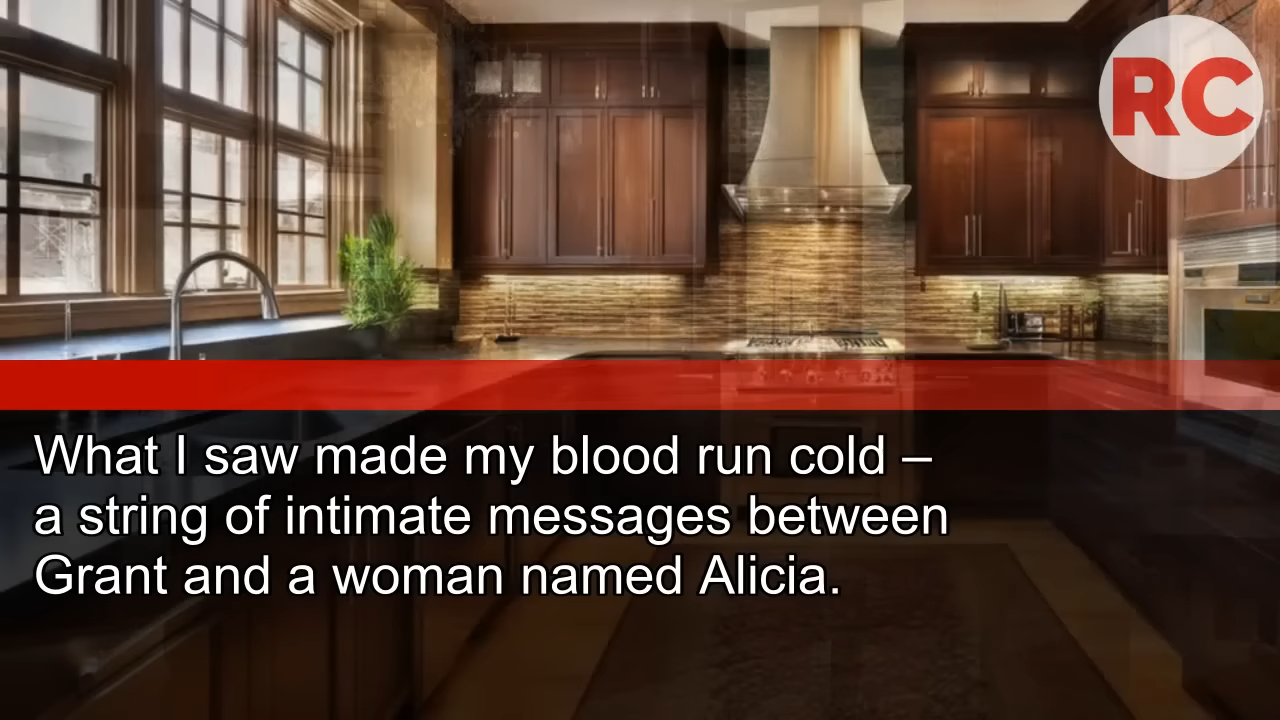 RC
What I saw made my blood run cold –
a string of intimate messages between
Grant and a woman named Alicia.